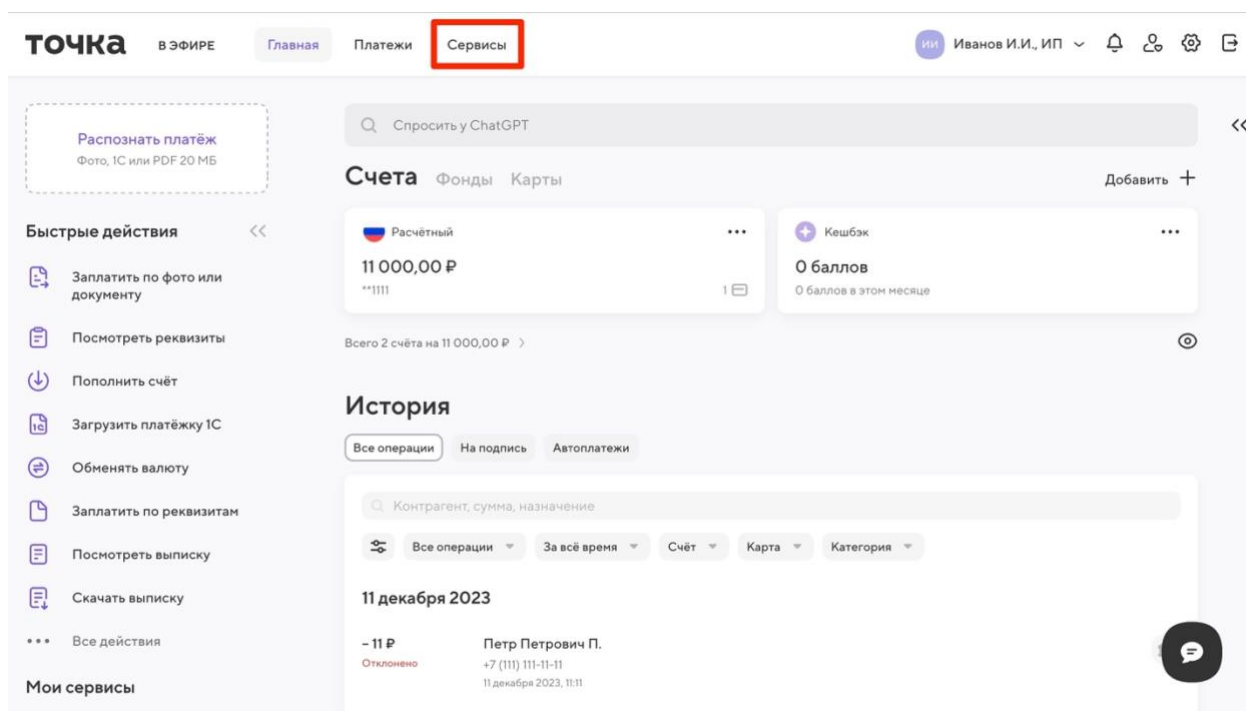 точка
В ЭФИРЕ
Главная
Платежи
Сервисы
ИИ
Иванов И.И., ИП
Распознать платёж
Фото, 1С или PDF 20 МБ
Быстрые действия
Заплатить по фото или
документу
Посмотреть реквизиты
Пополнить счёт
Загрузить платёжку 1С
Обменять валюту
Заплатить по реквизитам
Посмотреть выписку
Скачать выписку
Все действия
Мои сервисы
Спросить у ChatGPT
Счета Фонды Карты
Добавить
Расчётный
11 000,00 ₽
**1111
1
Кешбэк
0 баллов
0 баллов в этом месяце
Всего 2 счёта на 11 000,00 ₽
История
Все операции
На подпись
Автоплатежи
Контрагент, сумма, назначение
Все операции
За всё время
Счёт
Карта
Категория
11 декабря 2023
– 11 ₽
Отклонено
Петр Петрович П.
+7 (111) 111-11-11
11 декабря 2023, 11:11